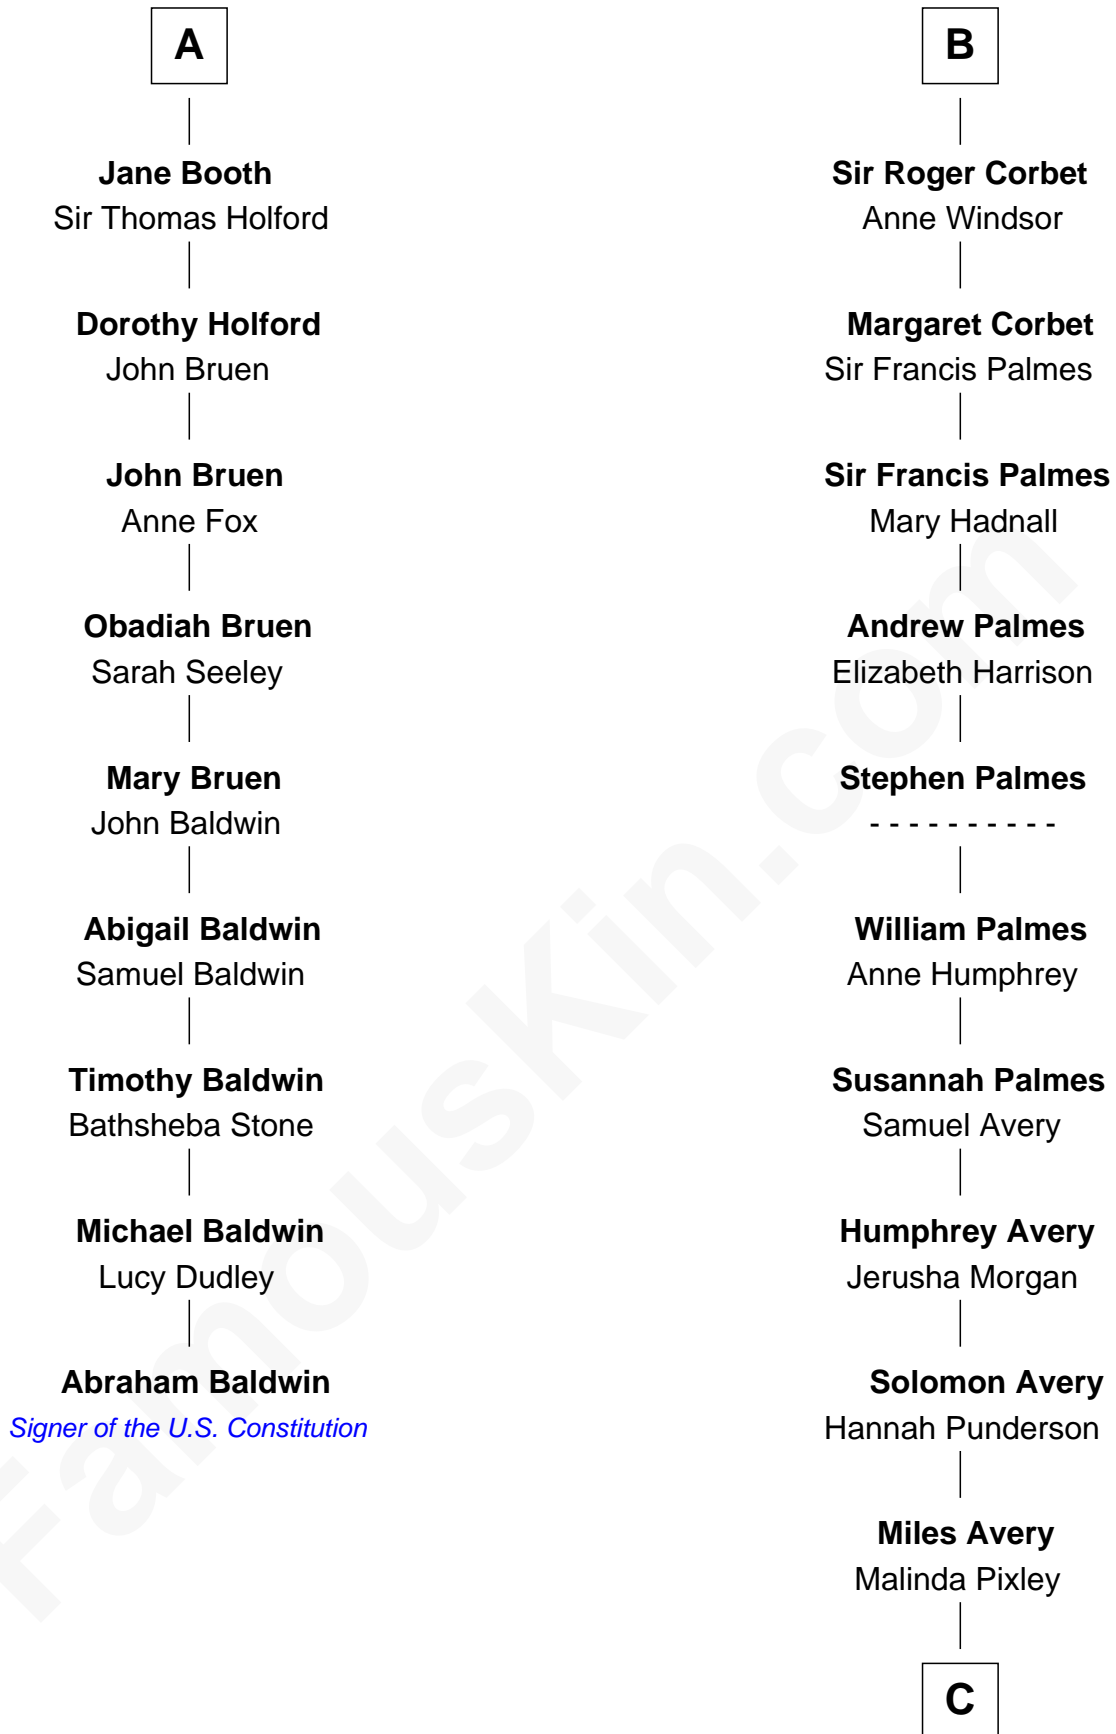 A
Jane Booth
Sir Thomas Holford
Dorothy Holford
John Bruen
John Bruen
Anne Fox
Obadiah Bruen
Sarah Seeley
Mary Bruen
John Baldwin
Abigail Baldwin
Samuel Baldwin
Timothy Baldwin
Bathsheba Stone
Michael Baldwin
Lucy Dudley
Abraham Baldwin
Signer of the U.S. Constitution
B
Sir Roger Corbet
Anne Windsor
Margaret Corbet
Sir Francis Palmes
Sir Francis Palmes
Mary Hadnall
Andrew Palmes
Elizabeth Harrison
Stephen Palmes
- - - - - - - - - -
William Palmes
Anne Humphrey
Susannah Palmes
Samuel Avery
Humphrey Avery
Jerusha Morgan
Solomon Avery
Hannah Punderson
Miles Avery
Malinda Pixley
C
FamousKin.com